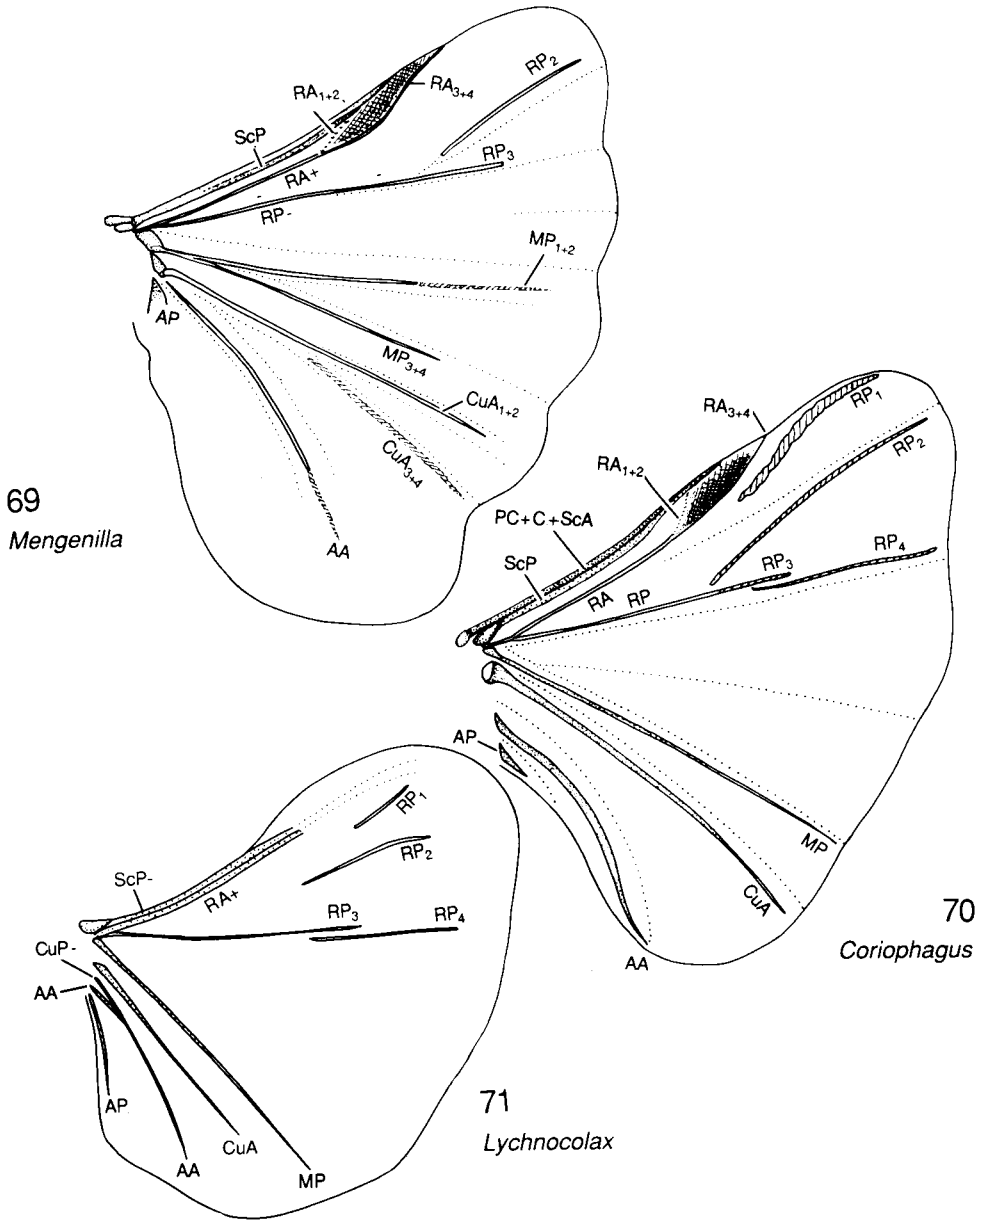 RP₂
RA₁₊₂
RA₃₊₄
ScP
RP₃
RA+
RP-
MP₁₊₂
AP
MP₃₊₄
CuA₁₊₂
CuA₃₊₄
AA
69
Mengenilla
RP₁
RA₃₊₄
RP₂
RA₁₊₂
PC+C+ScA
ScP
RP₄
RP₃
RA
RP
AP
MP
CuA
AA
70
Coriophagus
RP₁
RP₂
ScP-
RA+
RP₃
RP₄
CuP-
AA
AP
CuA
AA
MP
71
Lychnocolax